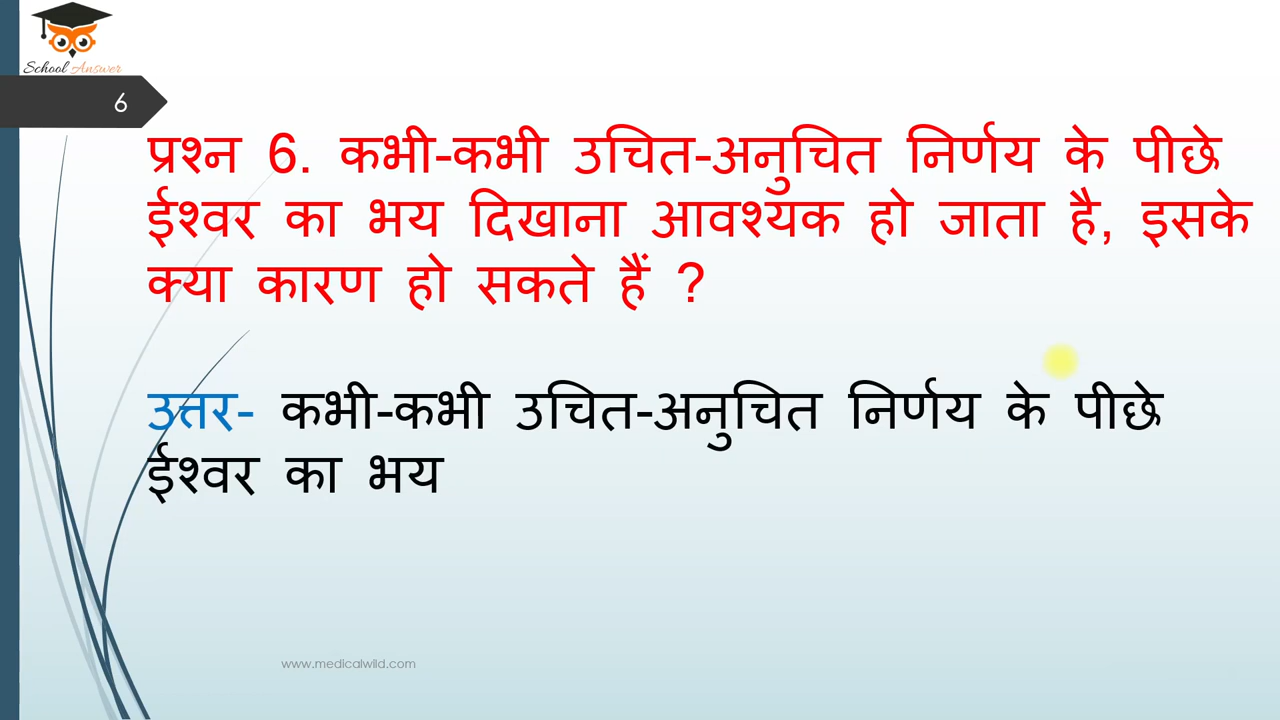 School Answer
6
प्रश्न 6. कभी-कभी उचित-अनुचित निर्णय के पीछे
ईश्वर का भय दिखाना आवश्यक हो जाता है, इसके
क्या कारण हो सकते हैं ?
उत्तर- कभी-कभी उचित-अनुचित निर्णय के पीछे
ईश्वर का भय
www.medicalwild.com